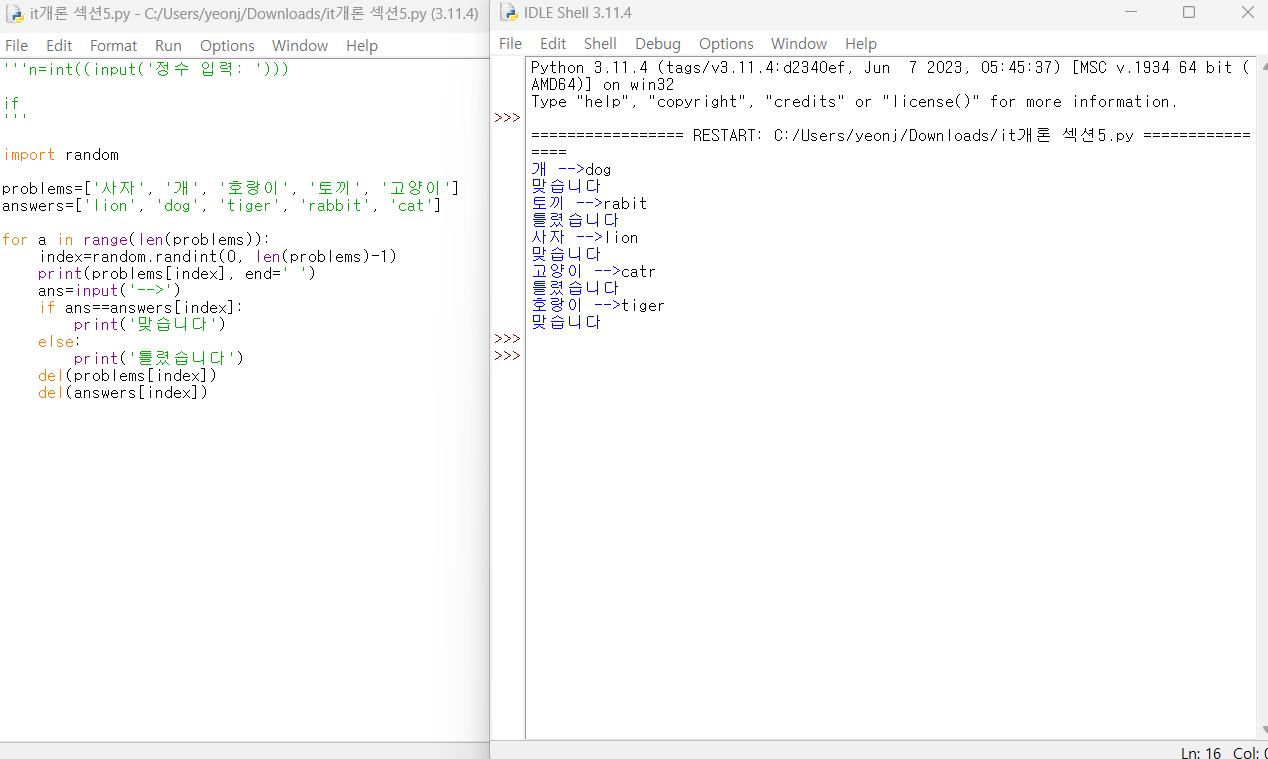 it개론 섹션5.py - C:/Users/yeonj/Downloads/it개론 섹션5.py (3.11.4)
File Edit Format Run Options Window Help
'''n=int((input('정수 입력: ')))
if
'''
import random
problems=['사자', '개', '호랑이', '토끼', '고양이']
answers=['lion', 'dog', 'tiger', 'rabbit', 'cat']
for a in range(len(problems)):
    index=random.randint(0, len(problems)-1)
    print(problems[index], end=' ')
    ans=input('-->')
    if ans==answers[index]:
        print('맞습니다')
    else:
        print('틀렸습니다')
    del(problems[index])
    del(answers[index])
IDLE Shell 3.11.4
File Edit Shell Debug Options Window Help
Python 3.11.4 (tags/v3.11.4:d2340ef, Jun  7 2023, 05:45:37) [MSC v.1934 64 bit (
AMD64)] on win32
Type "help", "copyright", "credits" or "license()" for more information.
>>>
================= RESTART: C:/Users/yeonj/Downloads/it개론 섹션5.py ============
====
개 -->dog
맞습니다
토끼 -->rabit
틀렸습니다
사자 -->lion
맞습니다
고양이 -->catr
틀렸습니다
호랑이 -->tiger
맞습니다
>>>
>>>
Ln: 16 Col: 0